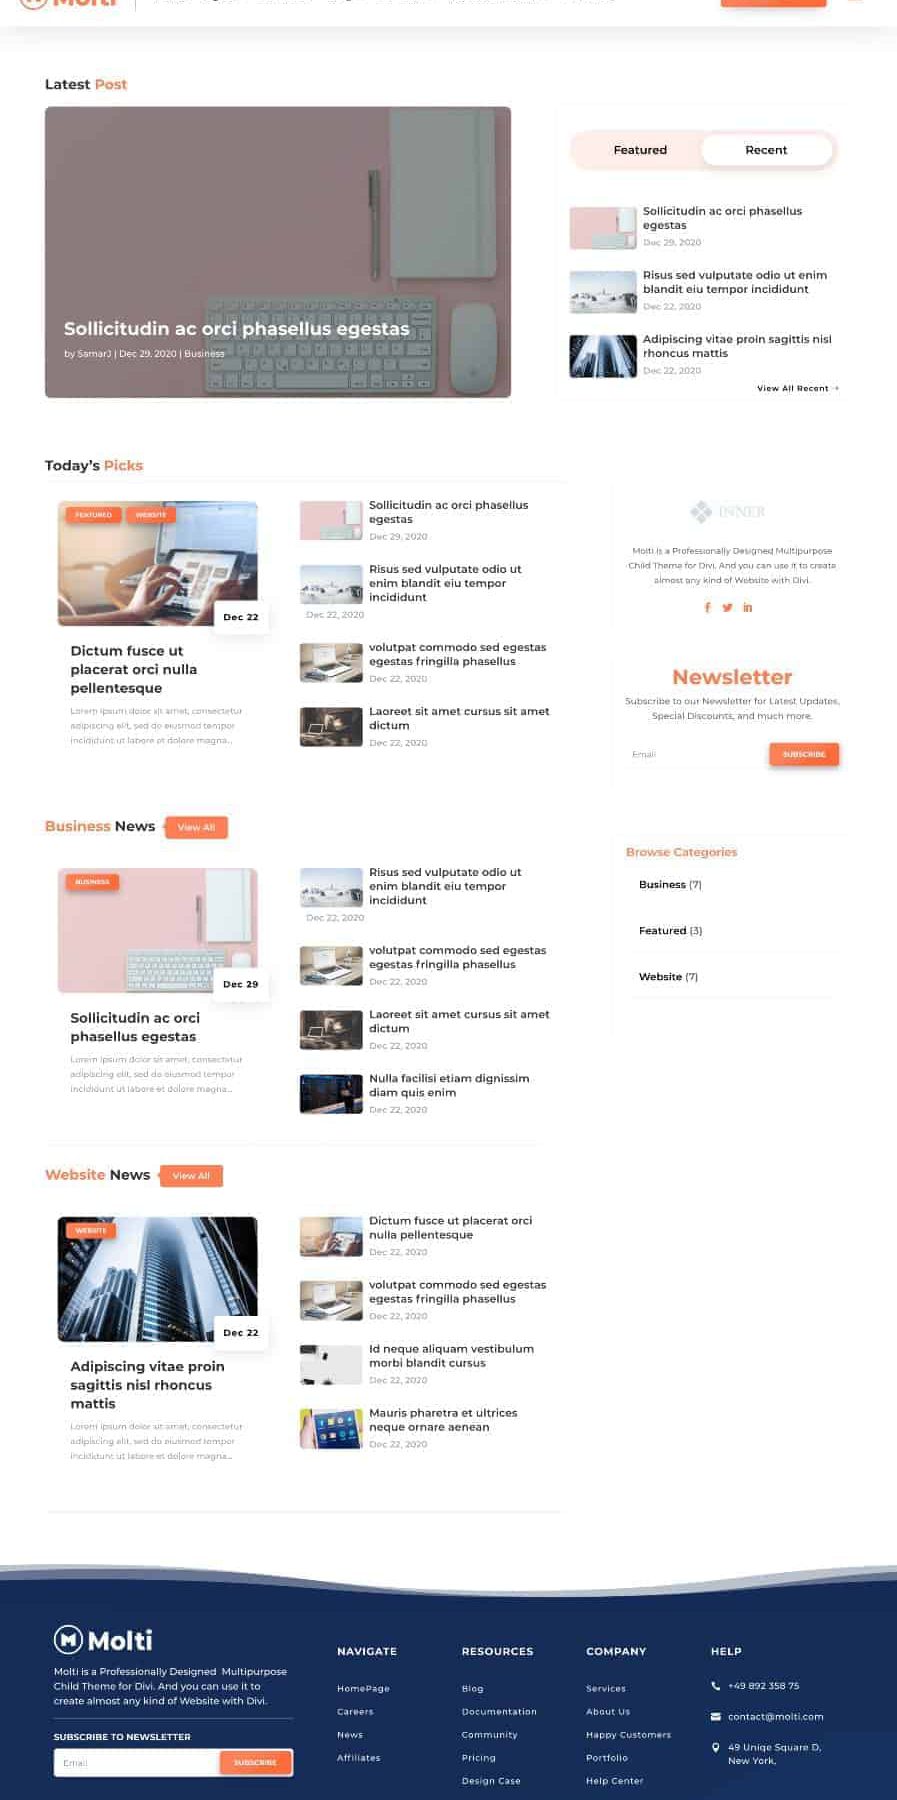 Molti
Latest Post
Sollicitudin ac orci phasellus egestas
by SamarJ | Dec 29, 2020 | Business
Featured
Recent
Sollicitudin ac orci phasellus
egestas
Dec 29, 2020
Risus sed vulputate odio ut enim
blandit eiu tempor incididunt
Dec 22, 2020
Adipiscing vitae proin sagittis nisl
rhoncus mattis
Dec 22, 2020
View All Recent
Today's Picks
FEATURED
WEBSITE
Dec 22
Dictum fusce ut
placerat orci nulla
pellentesque
Lorem ipsum dolor sit amet, consectetur
adipiscing elit, sed do eiusmod tempor
incididunt ut labore et dolore magna...
Sollicitudin ac orci phasellus
egestas
Dec 29, 2020
Risus sed vulputate odio ut
enim blandit eiu tempor
incididunt
Dec 22, 2020
volutpat commodo sed egestas
egestas fringilla phasellus
Dec 22, 2020
Laoreet sit amet cursus sit amet
dictum
Dec 22, 2020
INNER
Molti is a Professionally Designed Multipurpose
Child Theme for Divi. And you can use it to create
almost any kind of Website with Divi.
Newsletter
Subscribe to our Newsletter for Latest Updates,
Special Discounts, and much more.
Email
SUBSCRIBE
Business News
View All
BUSINESS
Dec 29
Sollicitudin ac orci
phasellus egestas
Lorem ipsum dolor sit amet, consectetur
adipiscing elit, sed do eiusmod tempor
incididunt ut labore et dolore magna...
Risus sed vulputate odio ut
enim blandit eiu tempor
incididunt
Dec 22, 2020
volutpat commodo sed egestas
egestas fringilla phasellus
Dec 22, 2020
Laoreet sit amet cursus sit amet
dictum
Dec 22, 2020
Nulla facilisi etiam dignissim
diam quis enim
Dec 22, 2020
Browse Categories
Business (7)
Featured (3)
Website (7)
Website News
View All
WEBSITE
Dec 22
Adipiscing vitae proin
sagittis nisl rhoncus
mattis
Lorem ipsum dolor sit amet, consectetur
adipiscing elit, sed do eiusmod tempor
incididunt ut labore et dolore magna...
Dictum fusce ut placerat orci
nulla pellentesque
Dec 22, 2020
volutpat commodo sed egestas
egestas fringilla phasellus
Dec 22, 2020
Id neque aliquam vestibulum
morbi blandit cursus
Dec 22, 2020
Mauris pharetra et ultrices
neque ornare aenean
Dec 22, 2020
Molti
Molti is a Professionally Designed Multipurpose
Child Theme for Divi. And you can use it to
create almost any kind of Website with Divi.
SUBSCRIBE TO NEWSLETTER
Email
SUBSCRIBE
NAVIGATE
HomePage
Careers
News
Affiliates
RESOURCES
Blog
Documentation
Community
Pricing
Design Case
COMPANY
Services
About Us
Happy Customers
Portfolio
Help Center
HELP
+49 892 358 75
contact@molti.com
49 Uniqe Square D,
New York,